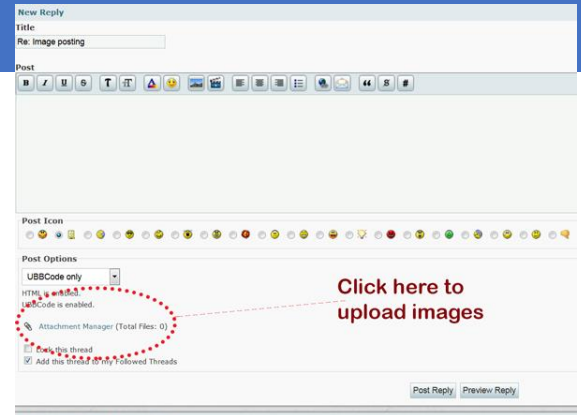 New Reply
Title
Re: Image posting
Post
B I U S T T A
“ S #
Post Icon
Post Options
UBBCode only
HTML is enabled.
UBBCode is enabled.
Attachment Manager (Total Files: 0)
Lock this thread
Add this thread to my Followed Threads
Click here to
upload images
Post Reply Preview Reply